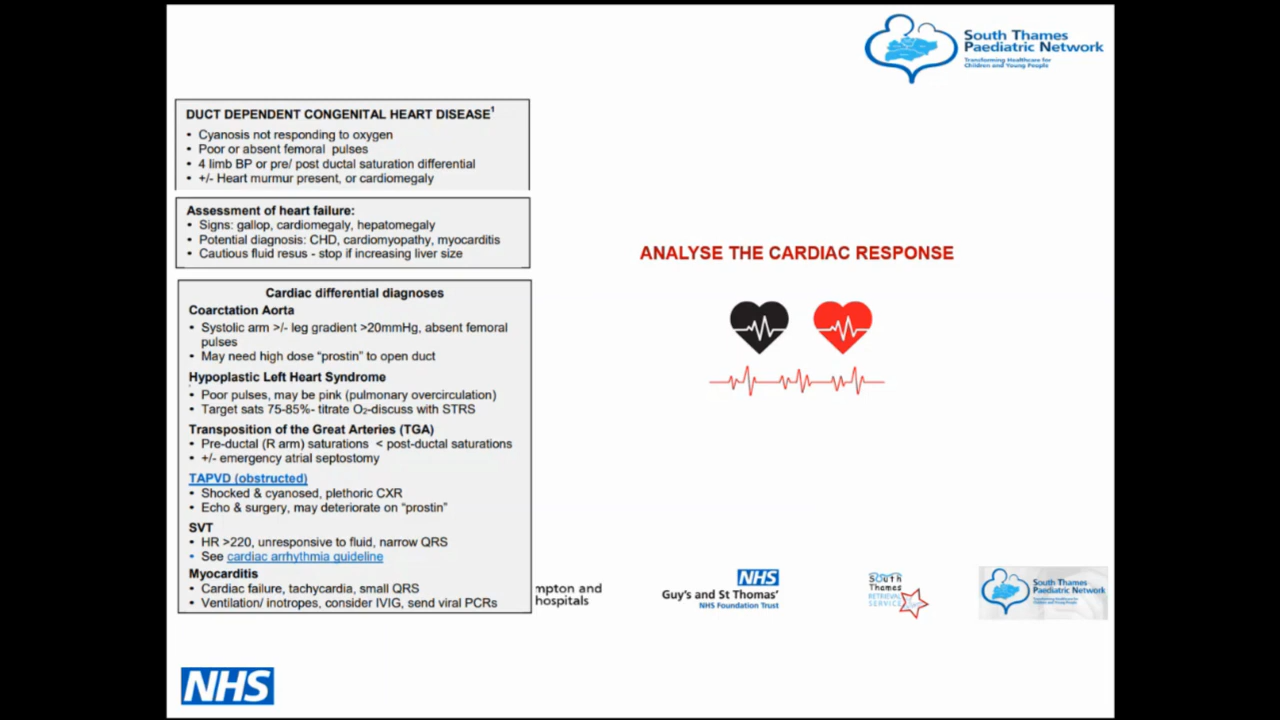 South Thames
Paediatric Network
Transforming Healthcare for
Children and Young People
DUCT DEPENDENT CONGENITAL HEART DISEASE¹
• Cyanosis not responding to oxygen
• Poor or absent femoral pulses
• 4 limb BP or pre/ post ductal saturation differential
• +/- Heart murmur present, or cardiomegaly
Assessment of heart failure:
• Signs: gallop, cardiomegaly, hepatomegaly
• Potential diagnosis: CHD, cardiomyopathy, myocarditis
• Cautious fluid resus - stop if increasing liver size
Cardiac differential diagnoses
Coarctation Aorta
• Systolic arm >/- leg gradient >20mmHg, absent femoral
pulses
• May need high dose “prostin” to open duct
Hypoplastic Left Heart Syndrome
• Poor pulses, may be pink (pulmonary overcirculation)
• Target sats 75-85%- titrate O₂-discuss with STRS
Transposition of the Great Arteries (TGA)
• Pre-ductal (R arm) saturations < post-ductal saturations
• +/- emergency atrial septostomy
TAPVD (obstructed)
• Shocked & cyanosed, plethoric CXR
• Echo & surgery, may deteriorate on “prostin”
SVT
• HR >220, unresponsive to fluid, narrow QRS
• See cardiac arrhythmia guideline
Myocarditis
• Cardiac failure, tachycardia, small QRS
• Ventilation/ inotropes, consider IVIG, send viral PCRs
ANALYSE THE CARDIAC RESPONSE
mpton and
hospitals
NHS
Guy's and St Thomas'
NHS Foundation Trust
South
Thames
RETRIEVAL
SERVICE
South Thames
Paediatric Network
Transforming Healthcare for
Children and Young People
NHS